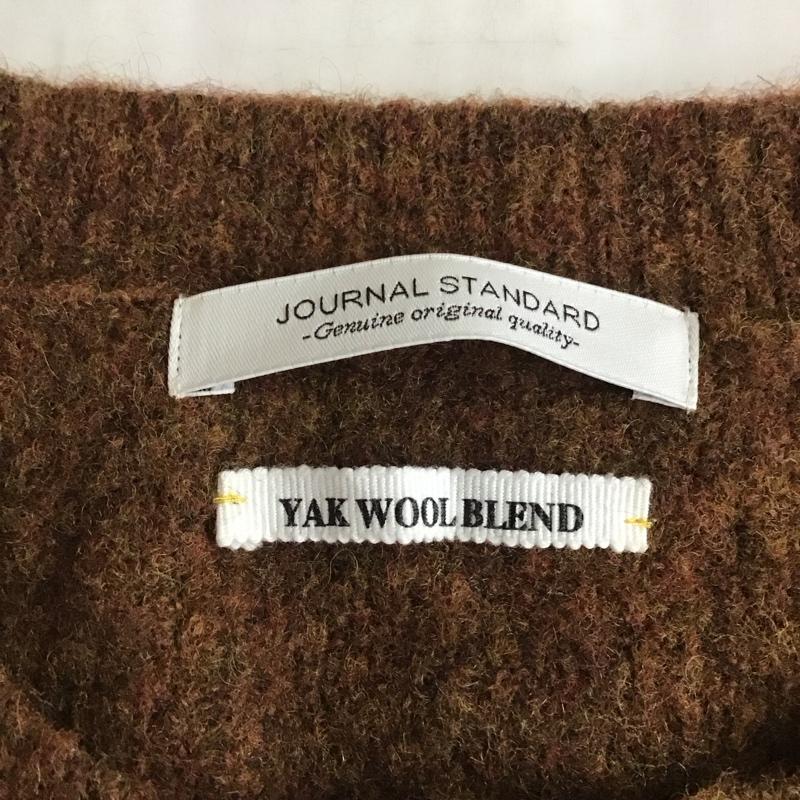 JOURNAL STANDARD
-Genuine original quality-
YAK WOOL BLEND